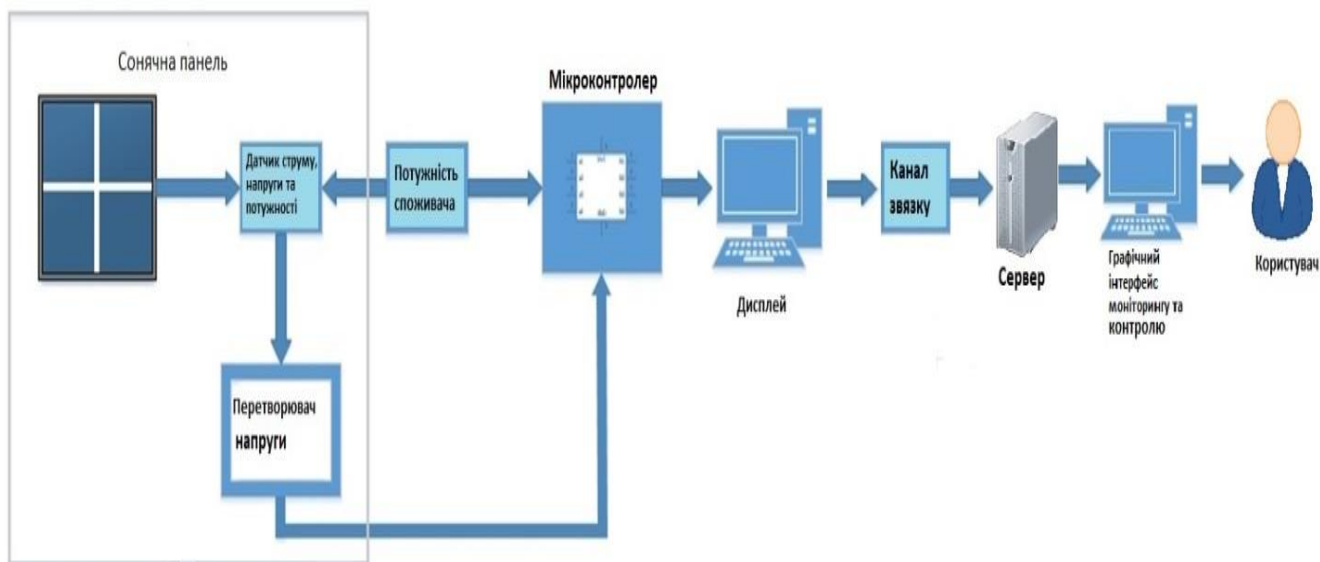 Сонячна панель
Датчик струму,
напруги та
потужності
Потужність
споживача
Мікроконтролер
Дисплей
Канал
звязку
Сервер
Графічний
інтерфейс
моніторингу та
контролю
Користувач
Перетворювач
напруги